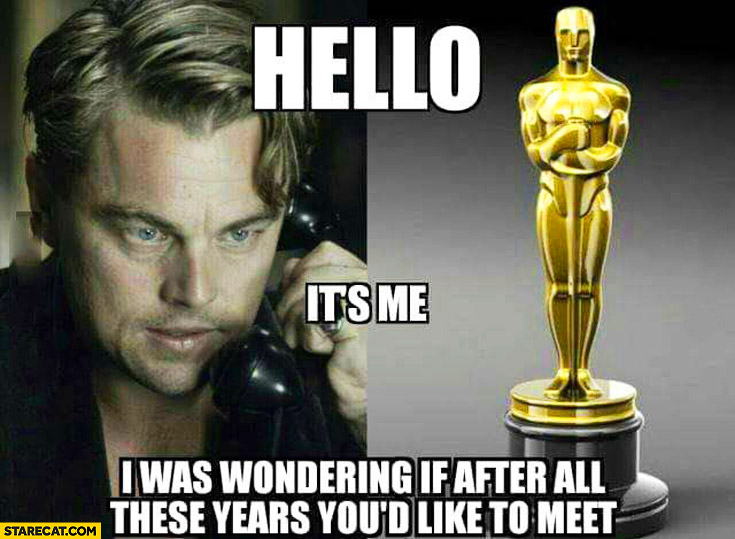 HELLO
IT'S ME
I WAS WONDERING IF AFTER ALL
THESE YEARS YOU'D LIKE TO MEET
STARECAT.COM